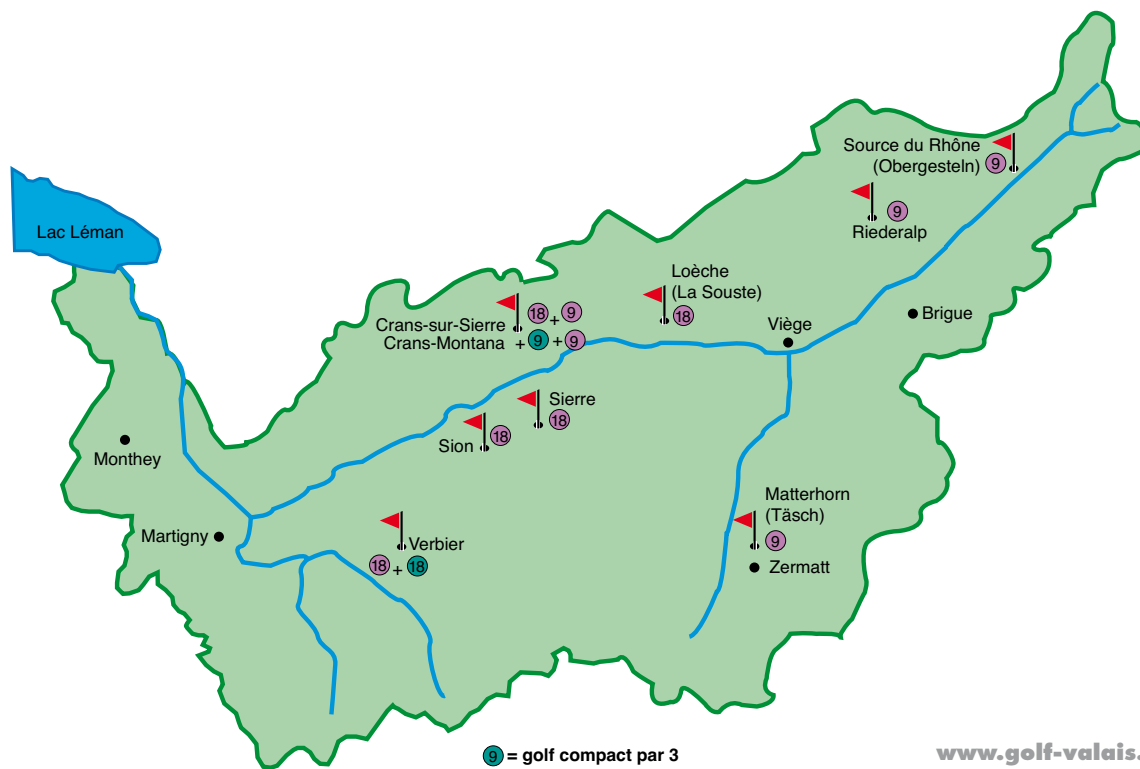 Source du Rhône
(Obergesteln)
9
9
Riederalp
Lac Léman
Loèche
(La Souste)
18
Crans-sur-Sierre
Crans-Montana
18 + 9
+ 9 + 9
Viège
Brigue
Sierre
18
Sion
18
Monthey
Martigny
Verbier
18 + 18
Matterhorn
(Täsch)
9
Zermatt
9 = golf compact par 3
www.golf-valais.